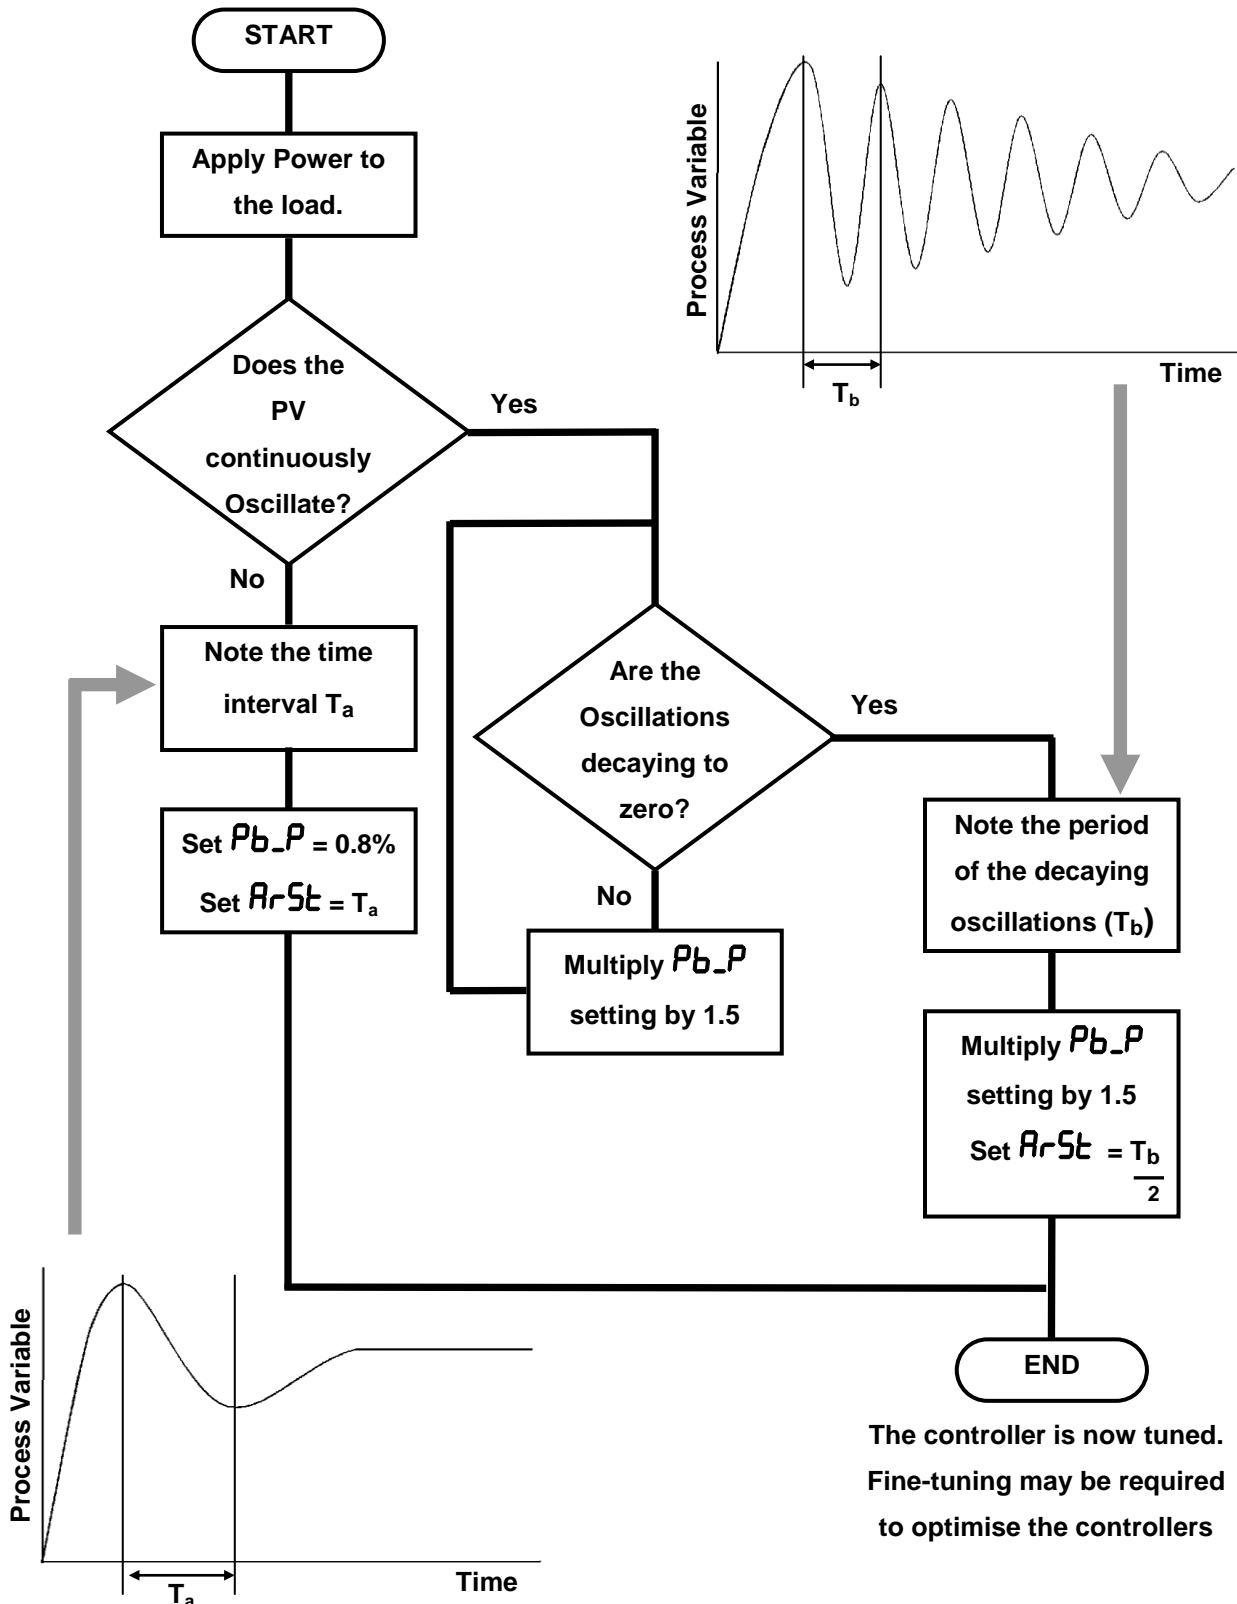 START
Apply Power to
the load.
Does the
PV
continuously
Oscillate?
Yes
No
Note the time
interval Ta
Set Pb_P = 0.8%
Set ArSt = Ta
Are the
Oscillations
decaying to
zero?
Yes
No
Multiply Pb_P
setting by 1.5
Process Variable
Time
Tb
Note the period
of the decaying
oscillations (Tb)
Multiply Pb_P
setting by 1.5
Set ArSt = Tb
2
END
The controller is now tuned.
Fine-tuning may be required
to optimise the controllers
Process Variable
Time
Ta